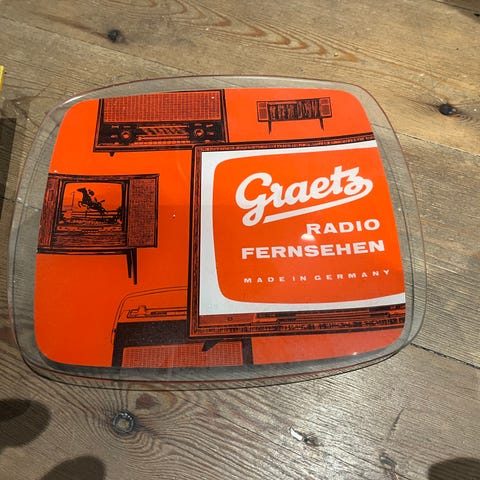 Graetz
RADIO
FERNSEHEN
MADE IN GERMANY